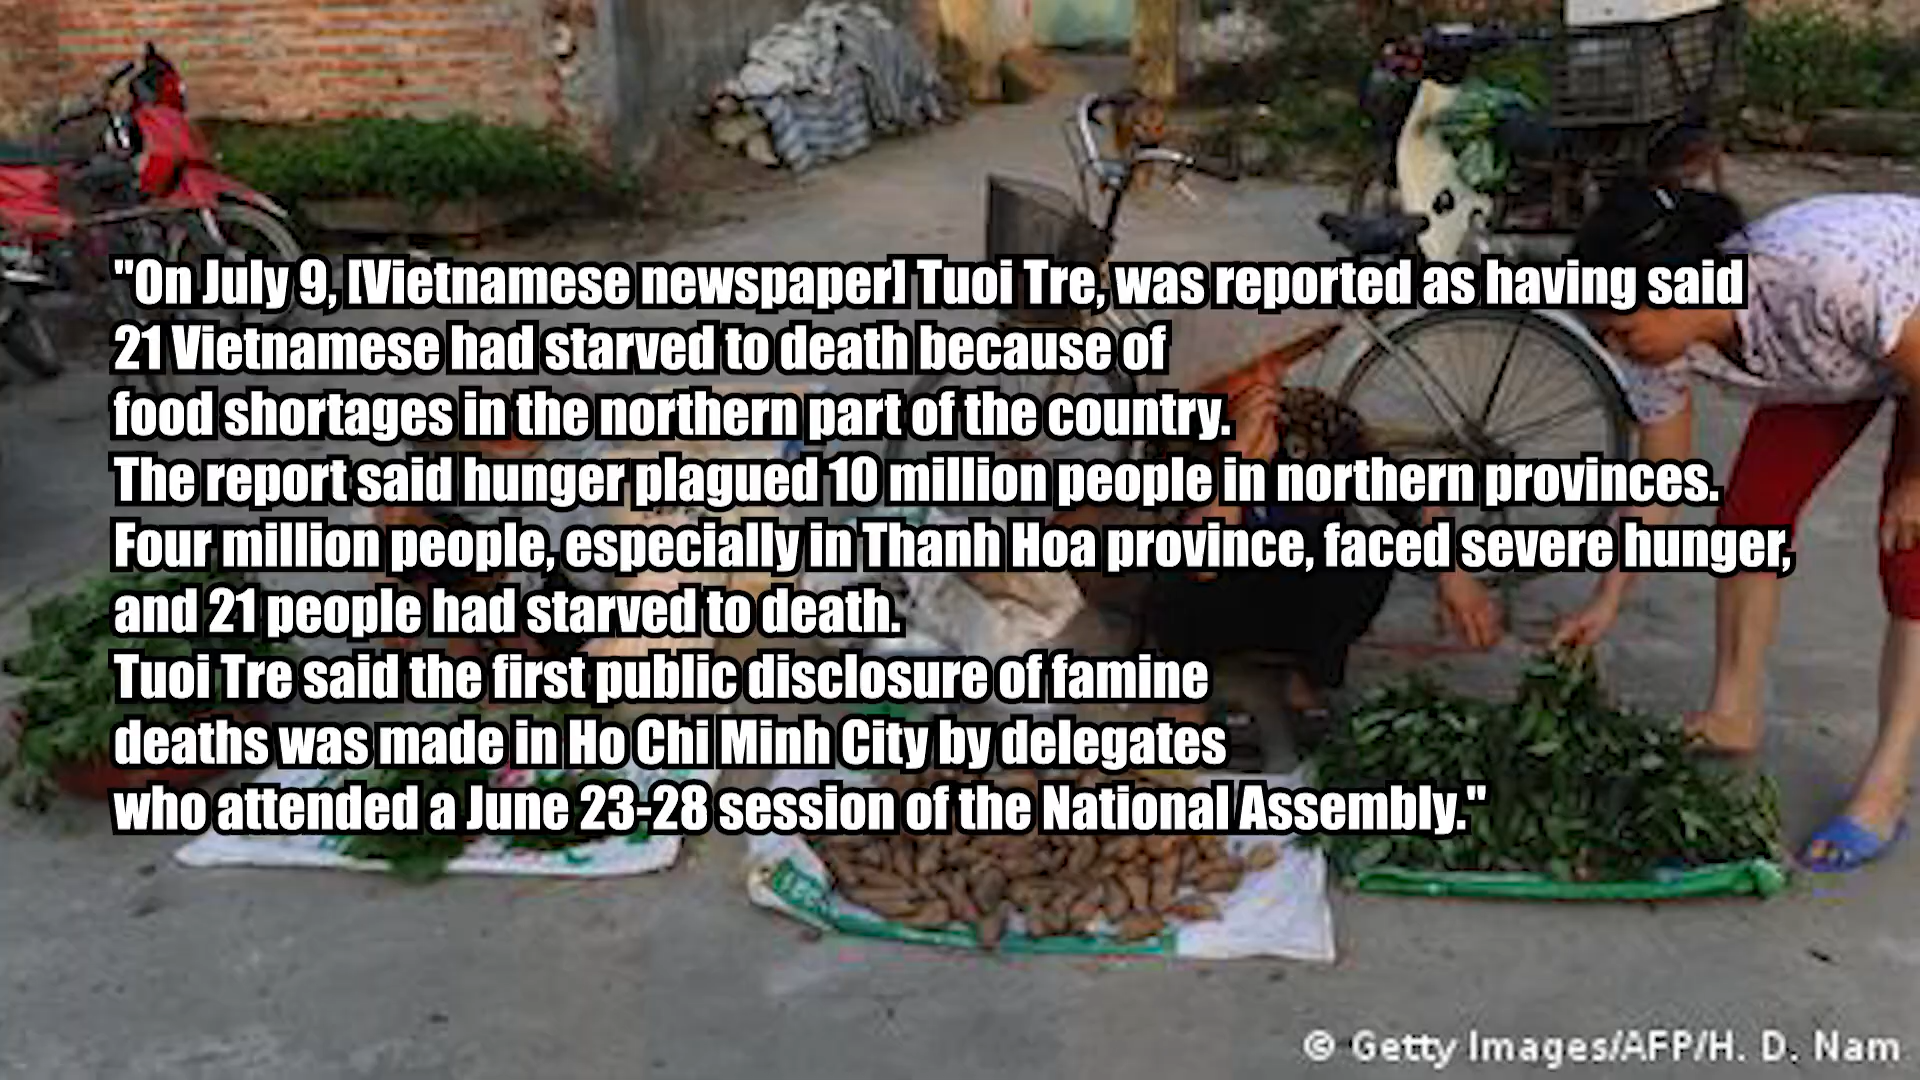 "On July 9, [Vietnamese newspaper] Tuoi Tre, was reported as having said
21 Vietnamese had starved to death because of
food shortages in the northern part of the country.
The report said hunger plagued 10 million people in northern provinces.
Four million people, especially in Thanh Hoa province, faced severe hunger,
and 21 people had starved to death.
Tuoi Tre said the first public disclosure of famine
deaths was made in Ho Chi Minh City by delegates
who attended a June 23-28 session of the National Assembly."
© Getty Images/AFP/H. D. Nam